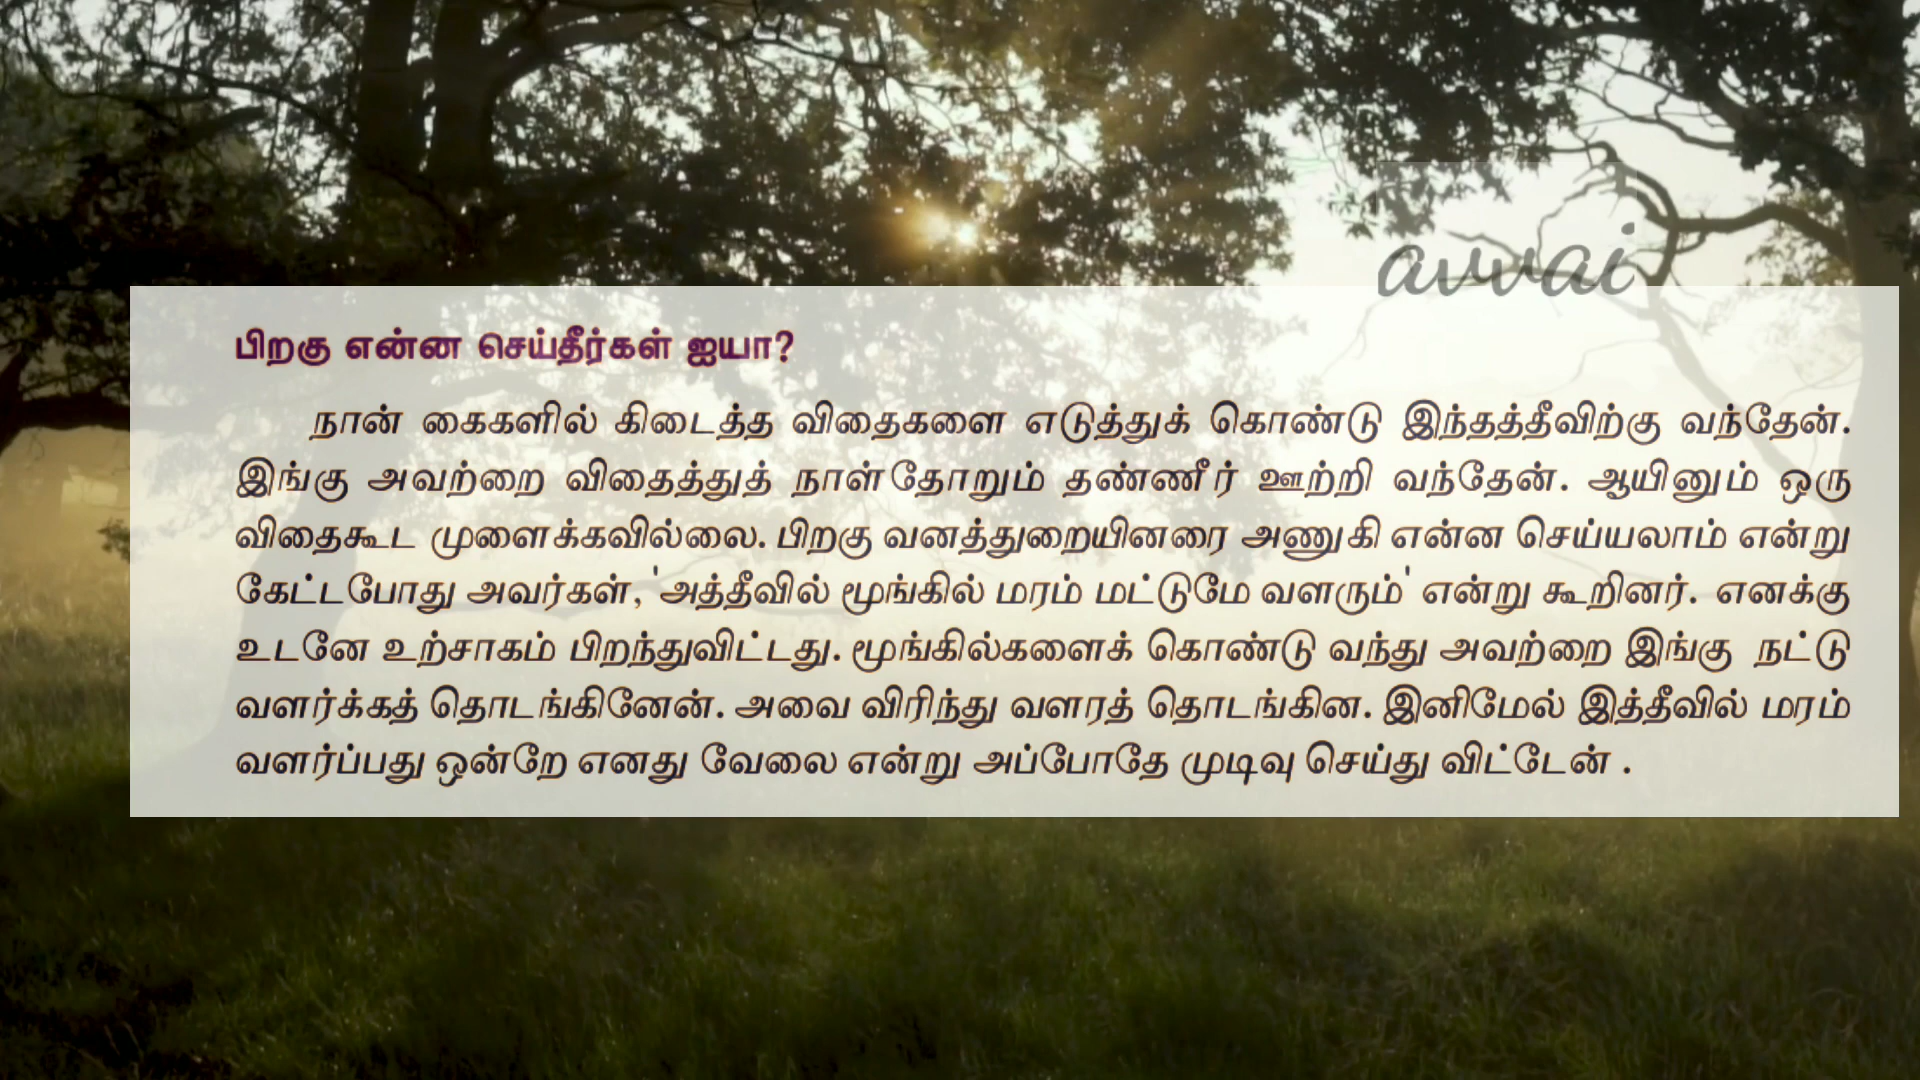 avvai
பிறகு என்ன செய்தீர்கள் ஐயா?
நான் கைகளில் கிடைத்த விதைகளை எடுத்துக் கொண்டு இந்தத்தீவிற்கு வந்தேன்.
இங்கு அவற்றை விதைத்துத் நாள்தோறும் தண்ணீர் ஊற்றி வந்தேன். ஆயினும் ஒரு
விதைகூட முளைக்கவில்லை. பிறகு வனத்துறையினரை அணுகி என்ன செய்யலாம் என்று
கேட்டபோது அவர்கள், 'அத்தீவில் மூங்கில் மரம் மட்டுமே வளரும்' என்று கூறினர். எனக்கு
உடனே உற்சாகம் பிறந்துவிட்டது. மூங்கில்களைக் கொண்டு வந்து அவற்றை இங்கு நட்டு
வளர்க்கத் தொடங்கினேன். அவை விரிந்து வளரத் தொடங்கின. இனிமேல் இத்தீவில் மரம்
வளர்ப்பது ஒன்றே எனது வேலை என்று அப்போதே முடிவு செய்து விட்டேன் .